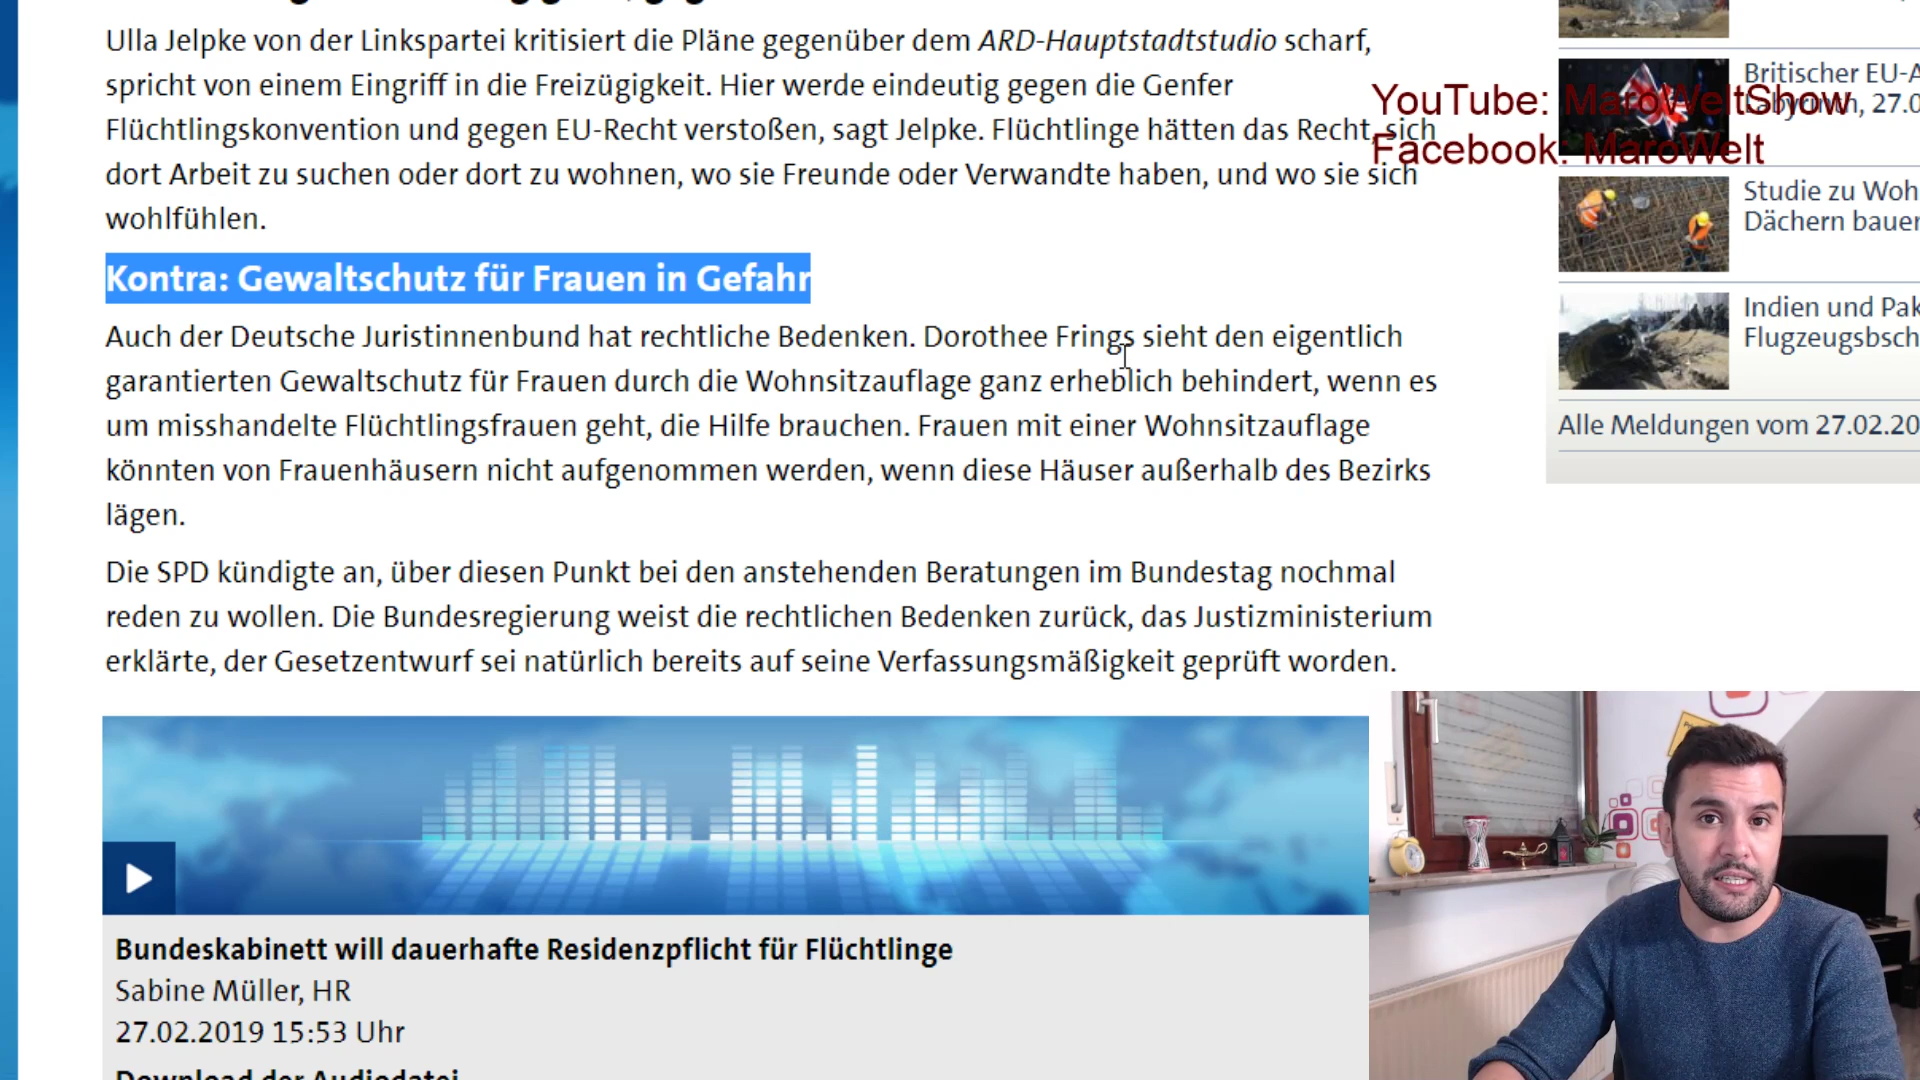 Ulla Jelpke von der Linkspartei kritisiert die Pläne gegenüber dem ARD-Hauptstadtstudio scharf,
spricht von einem Eingriff in die Freizügigkeit. Hier werde eindeutig gegen die Genfer
Flüchtlingskonvention und gegen EU-Recht verstoßen, sagt Jelpke. Flüchtlinge hätten das Recht, sich
dort Arbeit zu suchen oder dort zu wohnen, wo sie Freunde oder Verwandte haben, und wo sie sich
wohlfühlen.
Kontra: Gewaltschutz für Frauen in Gefahr
Auch der Deutsche Juristinnenbund hat rechtliche Bedenken. Dorothee Frings sieht den eigentlich
garantierten Gewaltschutz für Frauen durch die Wohnsitzauflage ganz erheblich behindert, wenn es
um misshandelte Flüchtlingsfrauen geht, die Hilfe brauchen. Frauen mit einer Wohnsitzauflage
könnten von Frauenhäusern nicht aufgenommen werden, wenn diese Häuser außerhalb des Bezirks
lägen.
Die SPD kündigte an, über diesen Punkt bei den anstehenden Beratungen im Bundestag nochmal
reden zu wollen. Die Bundesregierung weist die rechtlichen Bedenken zurück, das Justizministerium
erklärte, der Gesetzentwurf sei natürlich bereits auf seine Verfassungsmäßigkeit geprüft worden.
Bundeskabinett will dauerhafte Residenzpflicht für Flüchtlinge
Sabine Müller, HR
27.02.2019 15:53 Uhr
Download der Audiodatei
YouTube: MaroWeltShow
Facebook: MaroWelt
Britischer EU-A
Labyrinth, 27.0
Studie zu Woh
Dächern bauen
Indien und Pak
Flugzeugsbsch
Alle Meldungen vom 27.02.20